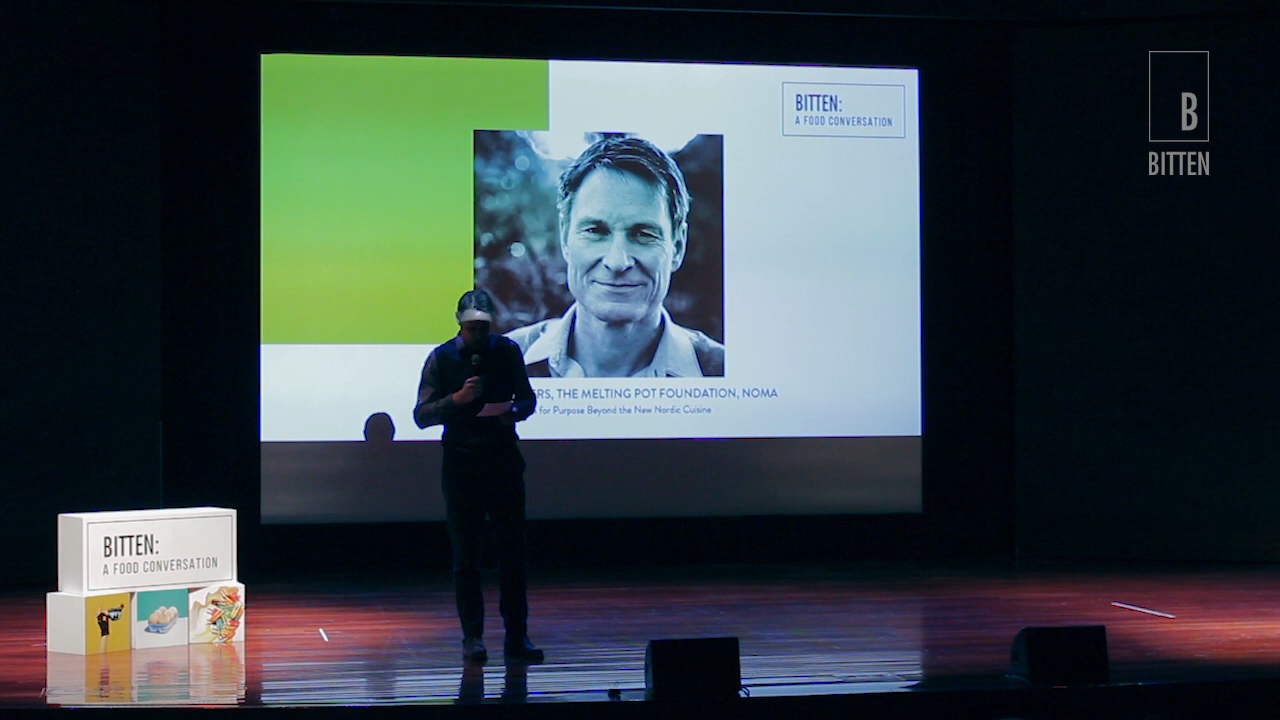 BITTEN:
A FOOD CONVERSATION
B
BITTEN
THE MELTING POT FOUNDATION, NOMA
for Purpose Beyond the New Nordic Cuisine
BITTEN:
A FOOD CONVERSATION